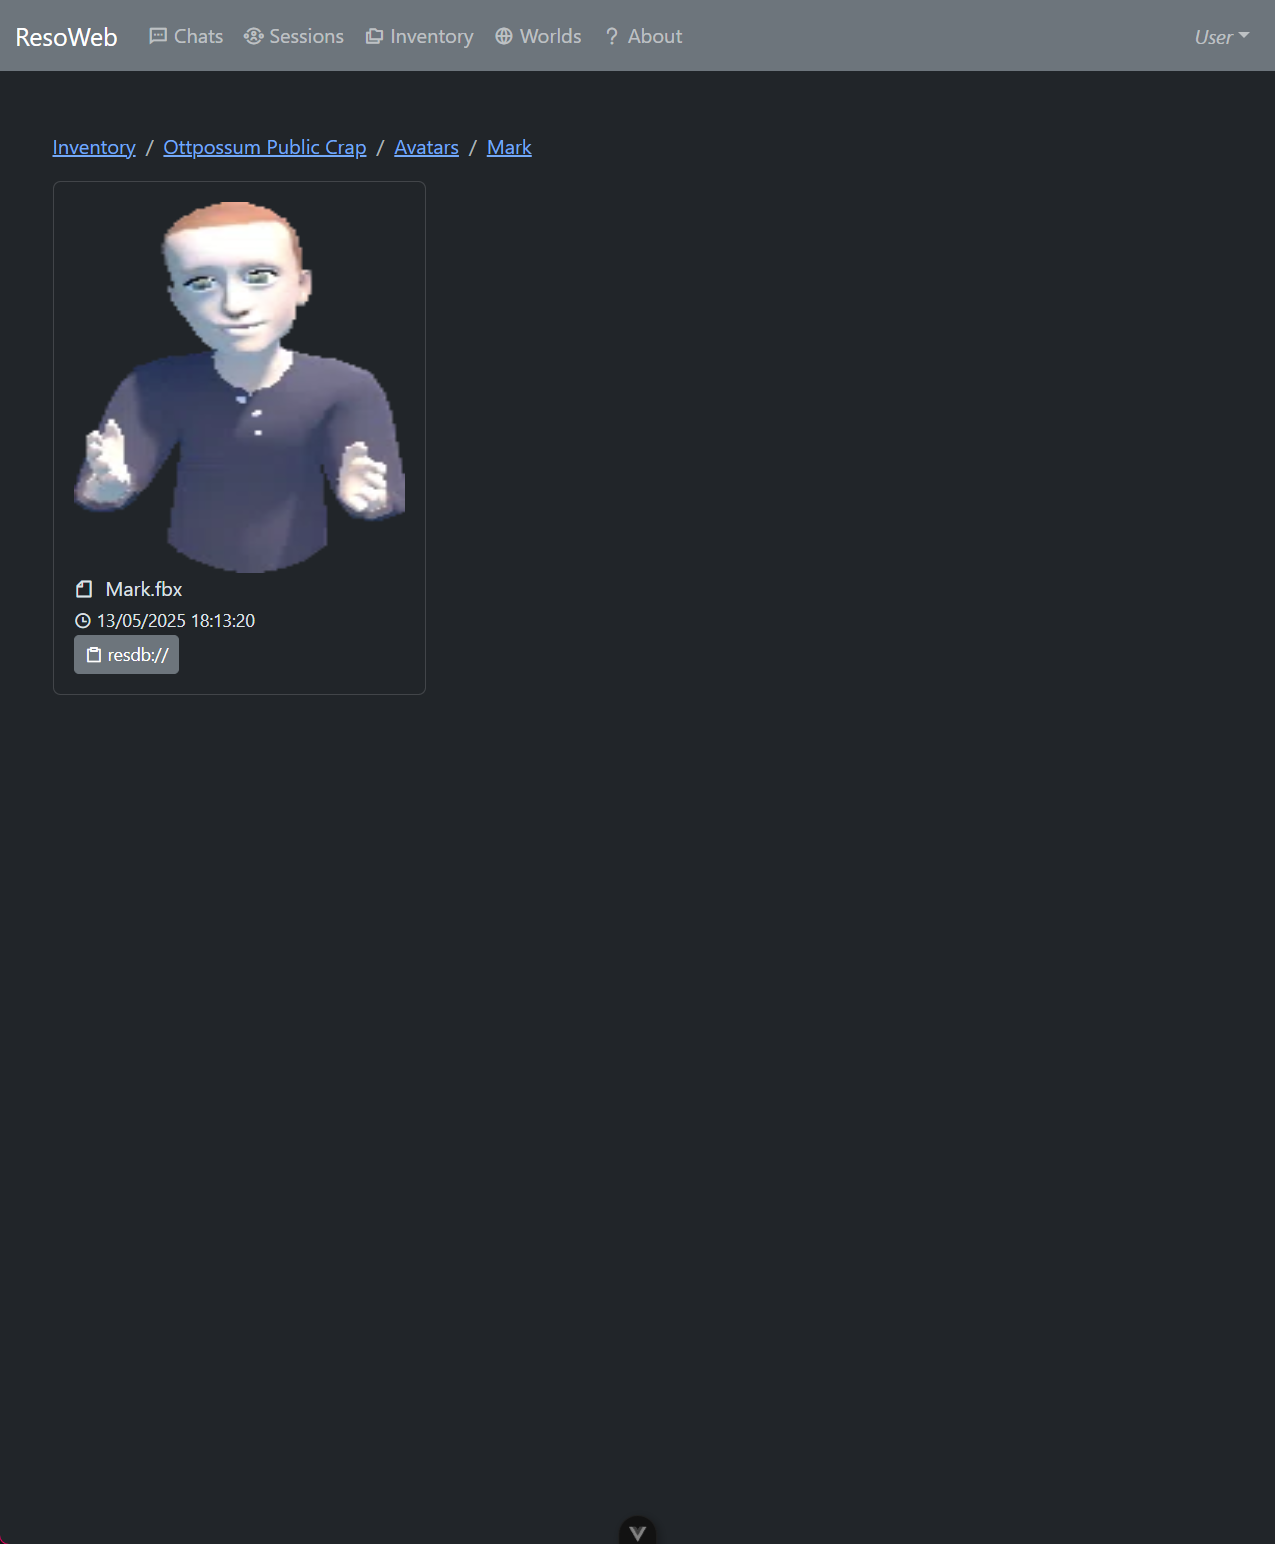 ResoWeb Chats Sessions Inventory Worlds ? About User
Inventory / Ottpossum Public Crap / Avatars / Mark
Mark.fbx
13/05/2025 18:13:20
resdb://